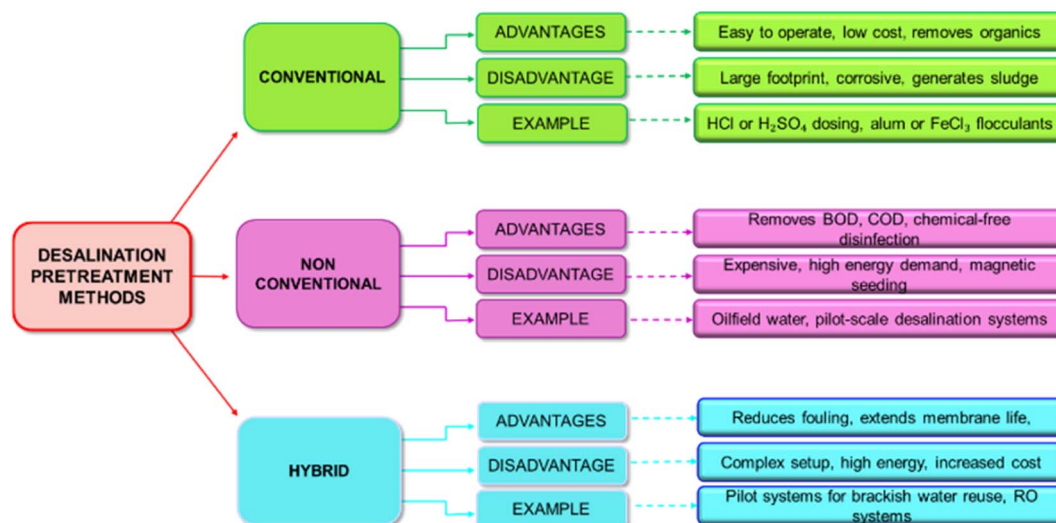 DESALINATION
PRETREATMENT
METHODS
CONVENTIONAL
ADVANTAGES
Easy to operate, low cost, removes organics
DISADVANTAGE
Large footprint, corrosive, generates sludge
EXAMPLE
HCl or H₂SO₄ dosing, alum or FeCl₃ flocculants
NON
CONVENTIONAL
ADVANTAGES
Removes BOD, COD, chemical-free
disinfection
DISADVANTAGE
Expensive, high energy demand, magnetic
seeding
EXAMPLE
Oilfield water, pilot-scale desalination systems
HYBRID
ADVANTAGES
Reduces fouling, extends membrane life,
DISADVANTAGE
Complex setup, high energy, increased cost
EXAMPLE
Pilot systems for brackish water reuse, RO
systems